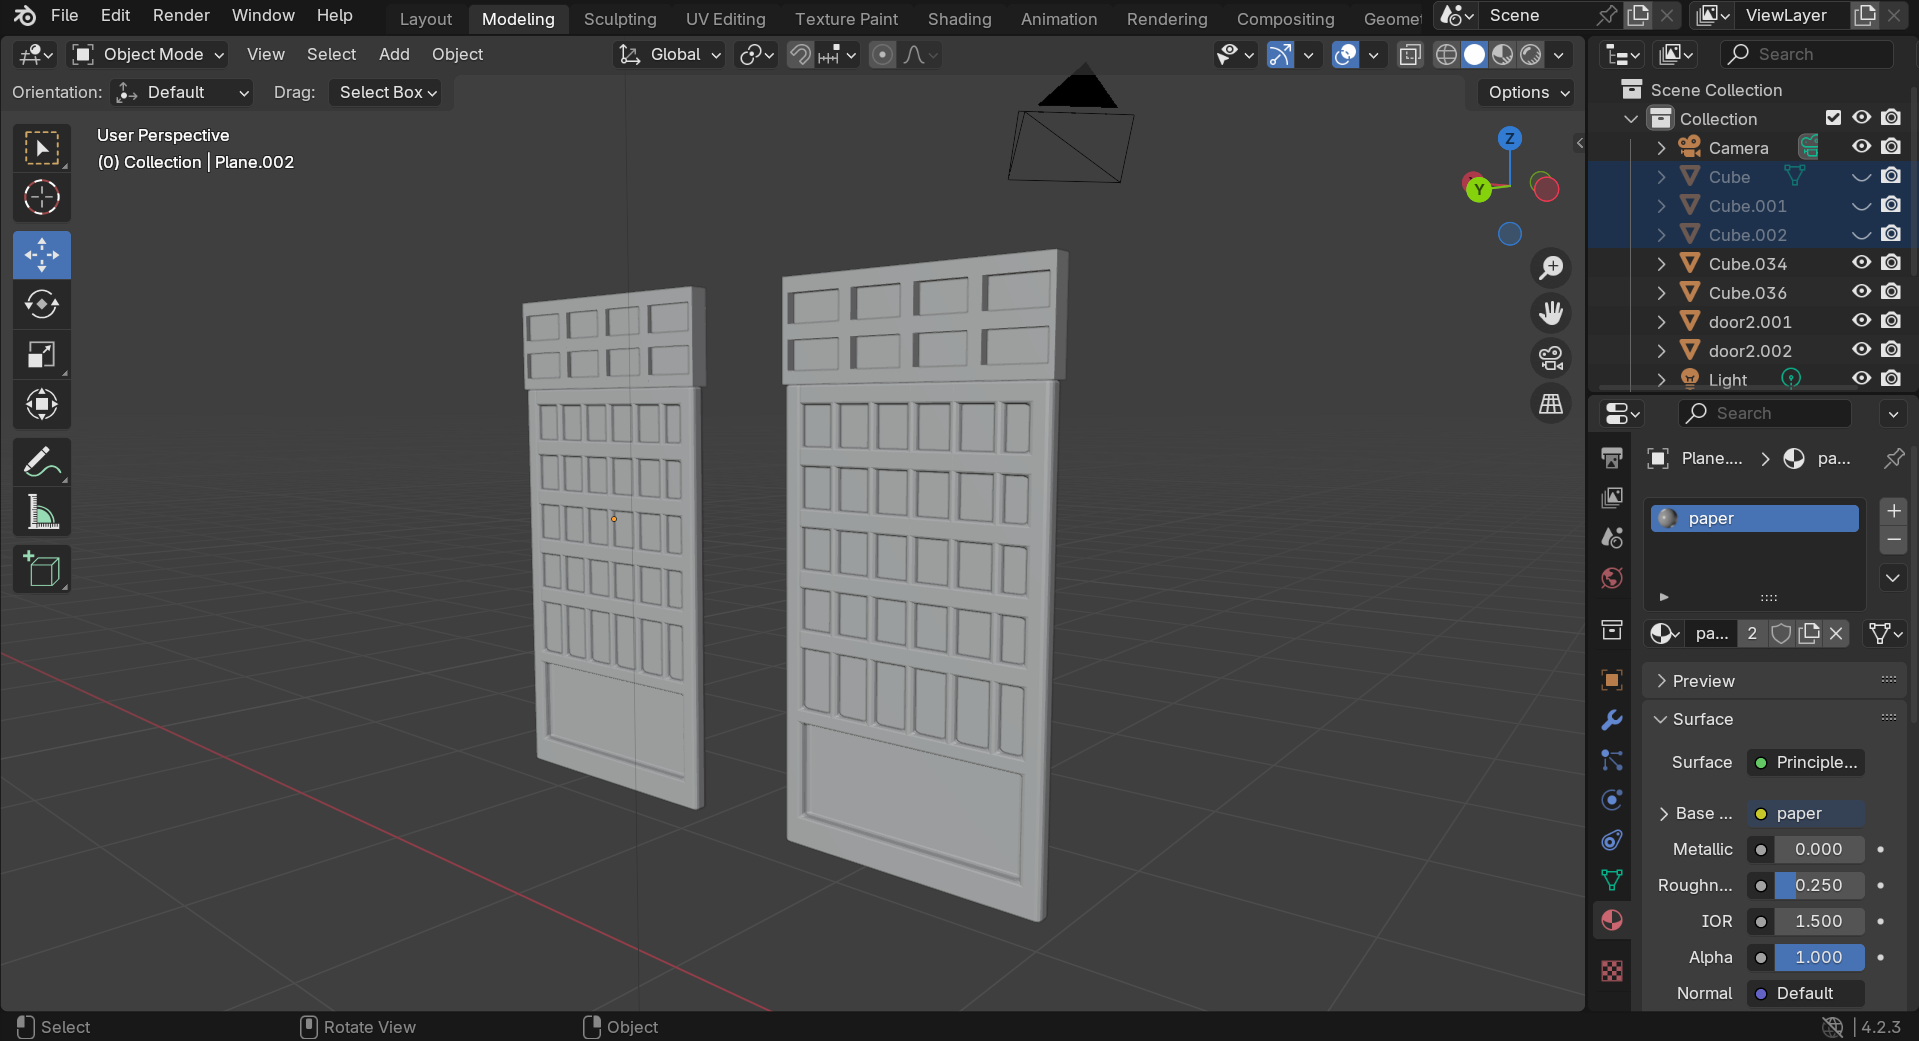 File Edit Render Window Help
Layout Modeling Sculpting UV Editing Texture Paint Shading Animation Rendering Compositing Geome
Scene
ViewLayer
Object Mode View Select Add Object
Global
Search
Orientation: Default Drag: Select Box
Options
User Perspective
(0) Collection | Plane.002
Z
Y
Scene Collection
Collection
Camera
Cube
Cube.001
Cube.002
Cube.034
Cube.036
door2.001
door2.002
Light
Search
Plane.... pa...
paper
pa... 2
Preview
Surface
Surface Principle...
Base ... paper
Metallic 0.000
Roughn... 0.250
IOR 1.500
Alpha 1.000
Normal Default
Select
Rotate View
Object
4.2.3